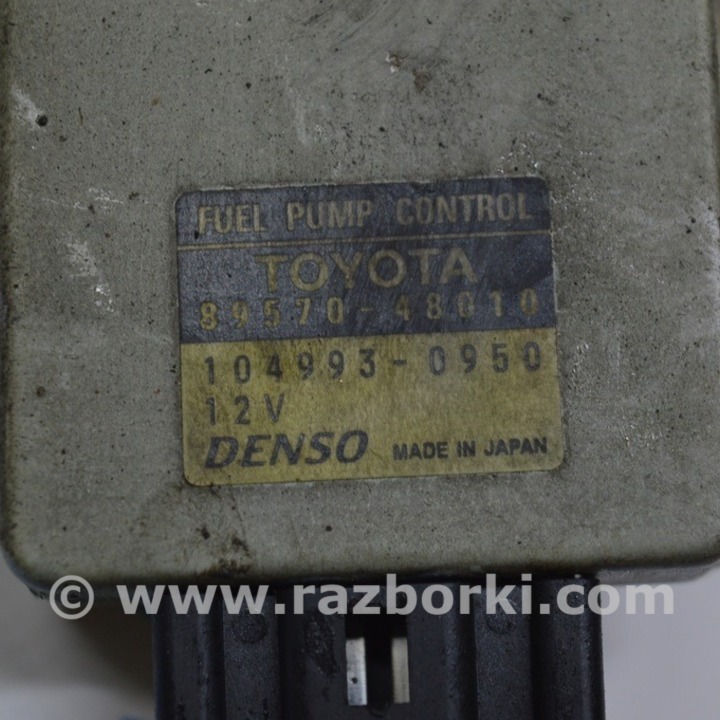 FUEL PUMP CONTROL
TOYOTA
89570-48010
104993-0950
12V
DENSO MADE IN JAPAN
© www.razborki.com